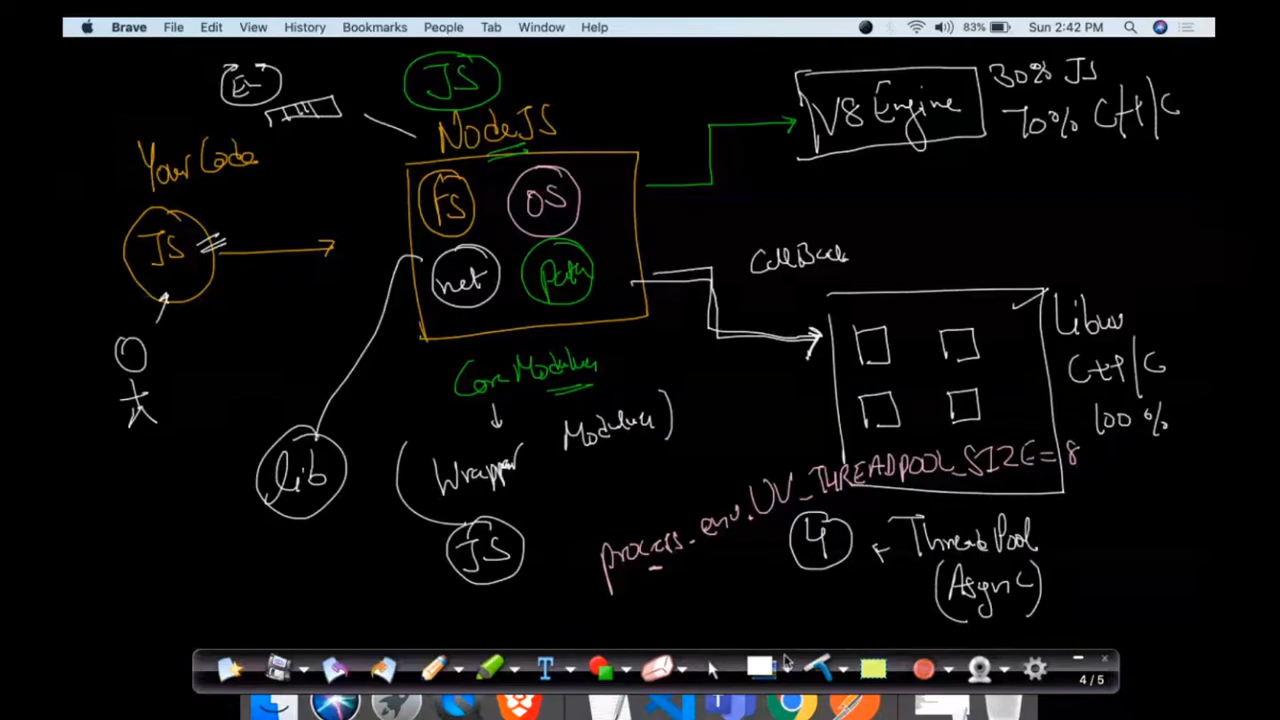 Brave File Edit View History Bookmarks People Tab Window Help 83% Sun 2:42 PM
JS
NodeJS
Your Code
JS
FS
OS
net
path
V8 Engine
30% JS
70% C++/C
CallBack
Libuv
C++/C
100%
Core Modules
Wrapper
Modules)
JS
lib
process.env.UV_THREADPOOL_SIZE=8
4
ThreadPool
(Async)
4 / 5